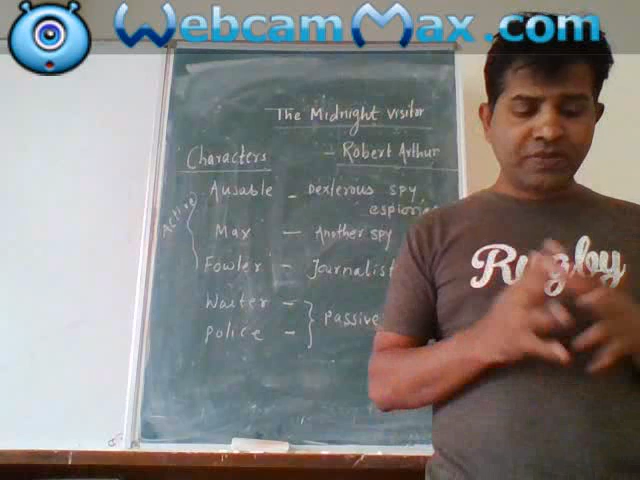 WebcamMax.com
The Midnight visitor
Characters - Robert Arthur
Active
Ausable - Dexterous spy
Max - Another spy
Fowler - Journalist
Waiter -
Police - } Passive
Rugby